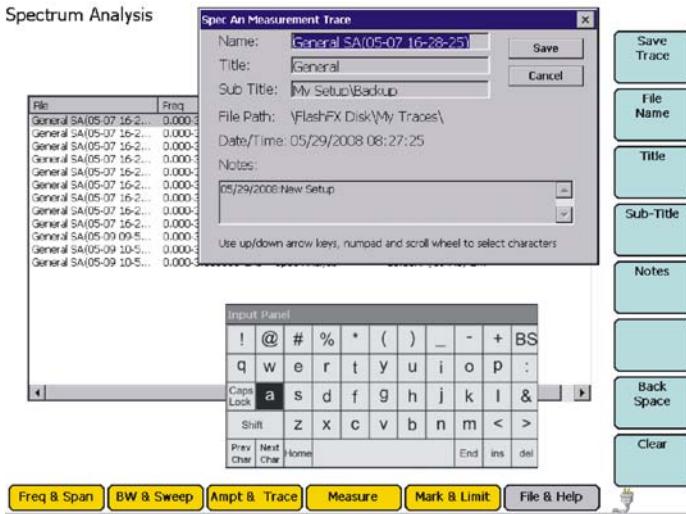 Spectrum Analysis
Spec An Measurement Trace
Name: General SA(05-07 16-28-25)
Title: General
Sub Title: My Setup\Backup
File Path: \FlashFX Disk\My Traces\
Date/Time: 05/29/2008 08:27:25
Notes:
05/29/2008:New Setup
Use up/down arrow keys, numpad and scroll wheel to select characters
Save
Cancel
File Freq
General SA(05-07 16-2... 0.000-3
General SA(05-07 16-2... 0.000-3
General SA(05-07 16-2... 0.000-3
General SA(05-07 16-2... 0.000-3
General SA(05-07 16-2... 0.000-3
General SA(05-07 16-2... 0.000-3
General SA(05-07 16-2... 0.000-3
General SA(05-07 16-2... 0.000-3
General SA(05-07 16-2... 0.000-3
General SA(05-09 09-5...
General SA(05-09 10-5... 0.000-3
General SA(05-09 10-5...
Input Panel
! @ # % * ( ) _ - + BS
q w e r t y u i o p :
Caps Lock a s d f g h j k l &
Shift z x c v b n m < >
Prev Char Next Char Home End ins del
Save
Trace
File
Name
Title
Sub-Title
Notes
Back
Space
Clear
Freq & Span BW & Sweep Ampt & Trace Measure Mark & Limit File & Help